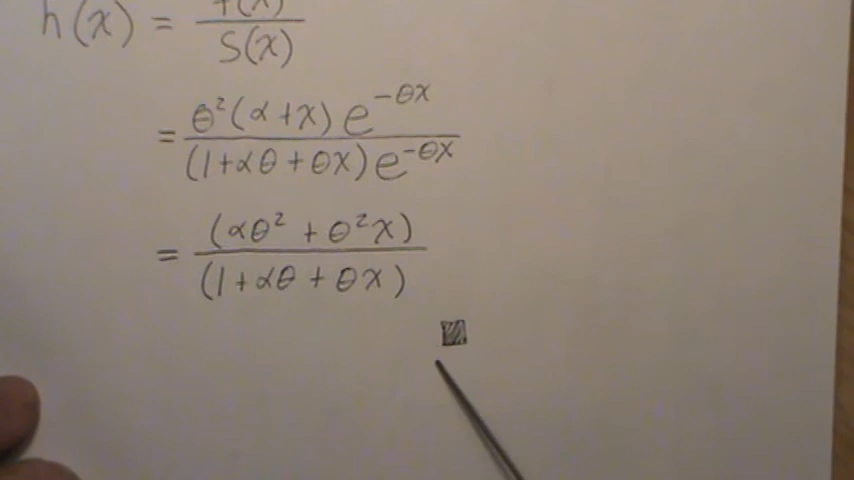 h(x) = f(x)
S(x)
= θ²(α+x) e^-θx
(1+αθ+θx) e^-θx
= (αθ² + θ²x)
(1+αθ + θx)